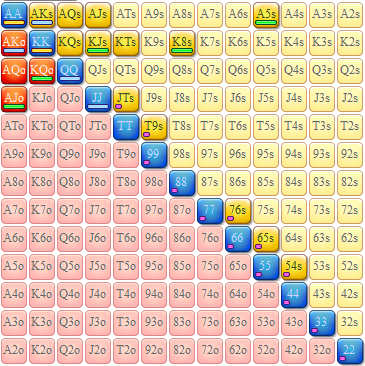 AA AKs AQs AJs ATs A9s A8s A7s A6s A5s A4s A3s A2s
AKo KK KQs KJs KTs K9s K8s K7s K6s K5s K4s K3s K2s
AQo KQo QQ QJs QTs Q9s Q8s Q7s Q6s Q5s Q4s Q3s Q2s
AJo KJo QJo JJ JTs J9s J8s J7s J6s J5s J4s J3s J2s
ATo KTo QTo JTo TT T9s T8s T7s T6s T5s T4s T3s T2s
A9o K9o Q9o J9o T9o 99 98s 97s 96s 95s 94s 93s 92s
A8o K8o Q8o J8o T8o 98o 88 87s 86s 85s 84s 83s 82s
A7o K7o Q7o J7o T7o 97o 87o 77 76s 75s 74s 73s 72s
A6o K6o Q6o J6o T6o 96o 86o 76o 66 65s 64s 63s 62s
A5o K5o Q5o J5o T5o 95o 85o 75o 65o 55 54s 53s 52s
A4o K4o Q4o J4o T4o 94o 84o 74o 64o 54o 44 43s 42s
A3o K3o Q3o J3o T3o 93o 83o 73o 63o 53o 43o 33 32s
A2o K2o Q2o J2o T2o 92o 82o 72o 62o 52o 42o 32o 22